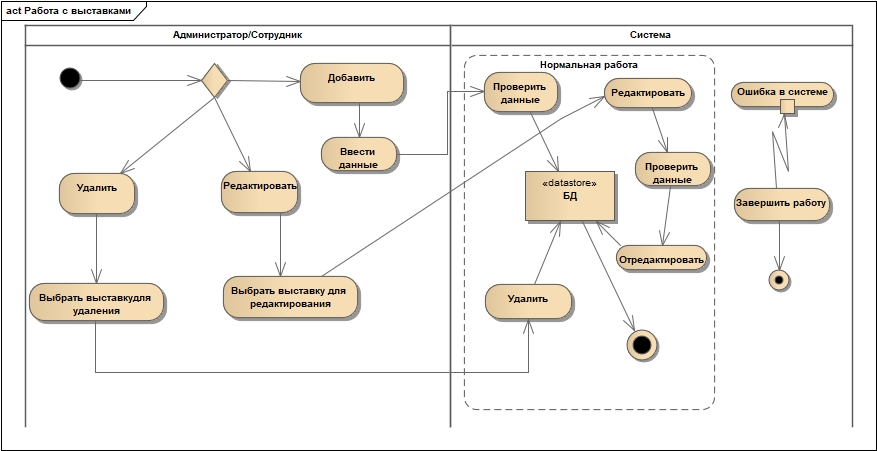 act Работа с выставками
Администратор/Сотрудник
Система
Добавить
Ввести
данные
Удалить
Редактировать
Выбрать выставкудля
удаления
Выбрать выставку для
редактирования
Нормальная работа
Проверить
данные
Редактировать
«datastore»
БД
Проверить
данные
Отредактировать
Удалить
Ошибка в системе
Завершить работу